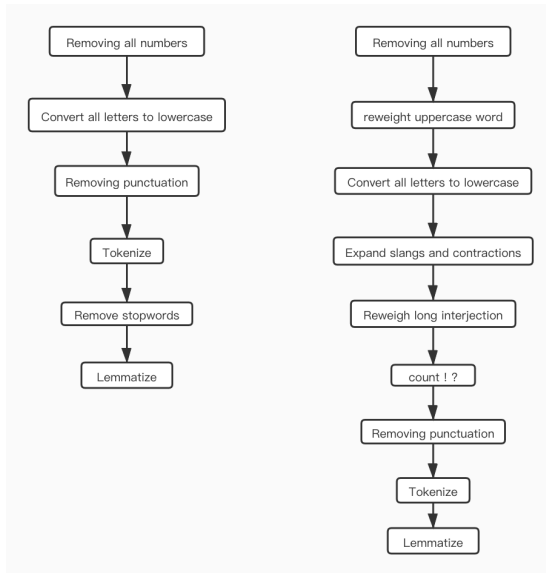 Removing all numbers
Convert all letters to lowercase
Removing punctuation
Tokenize
Remove stopwords
Lemmatize
Removing all numbers
reweight uppercase word
Convert all letters to lowercase
Expand slangs and contractions
Reweigh long interjection
count ! ?
Removing punctuation
Tokenize
Lemmatize